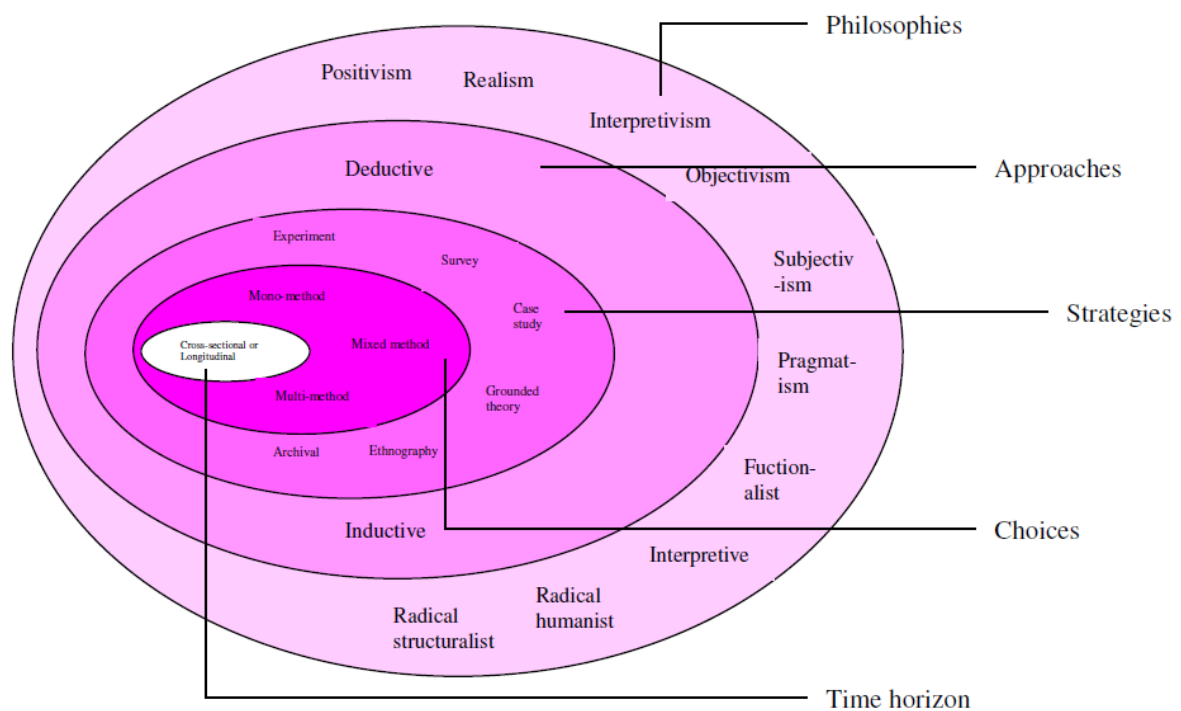 Philosophies
Positivism
Realism
Interpretivism
Deductive
Approaches
Objectivism
Experiment
Survey
Subjectiv
-ism
Mono-method
Case
study
Strategies
Cross-sectional or
Longitudinal
Mixed method
Pragmat-
ism
Multi-method
Grounded
theory
Archival
Ethnography
Fuction-
alist
Inductive
Choices
Interpretive
Radical
humanist
Radical
structuralist
Time horizon